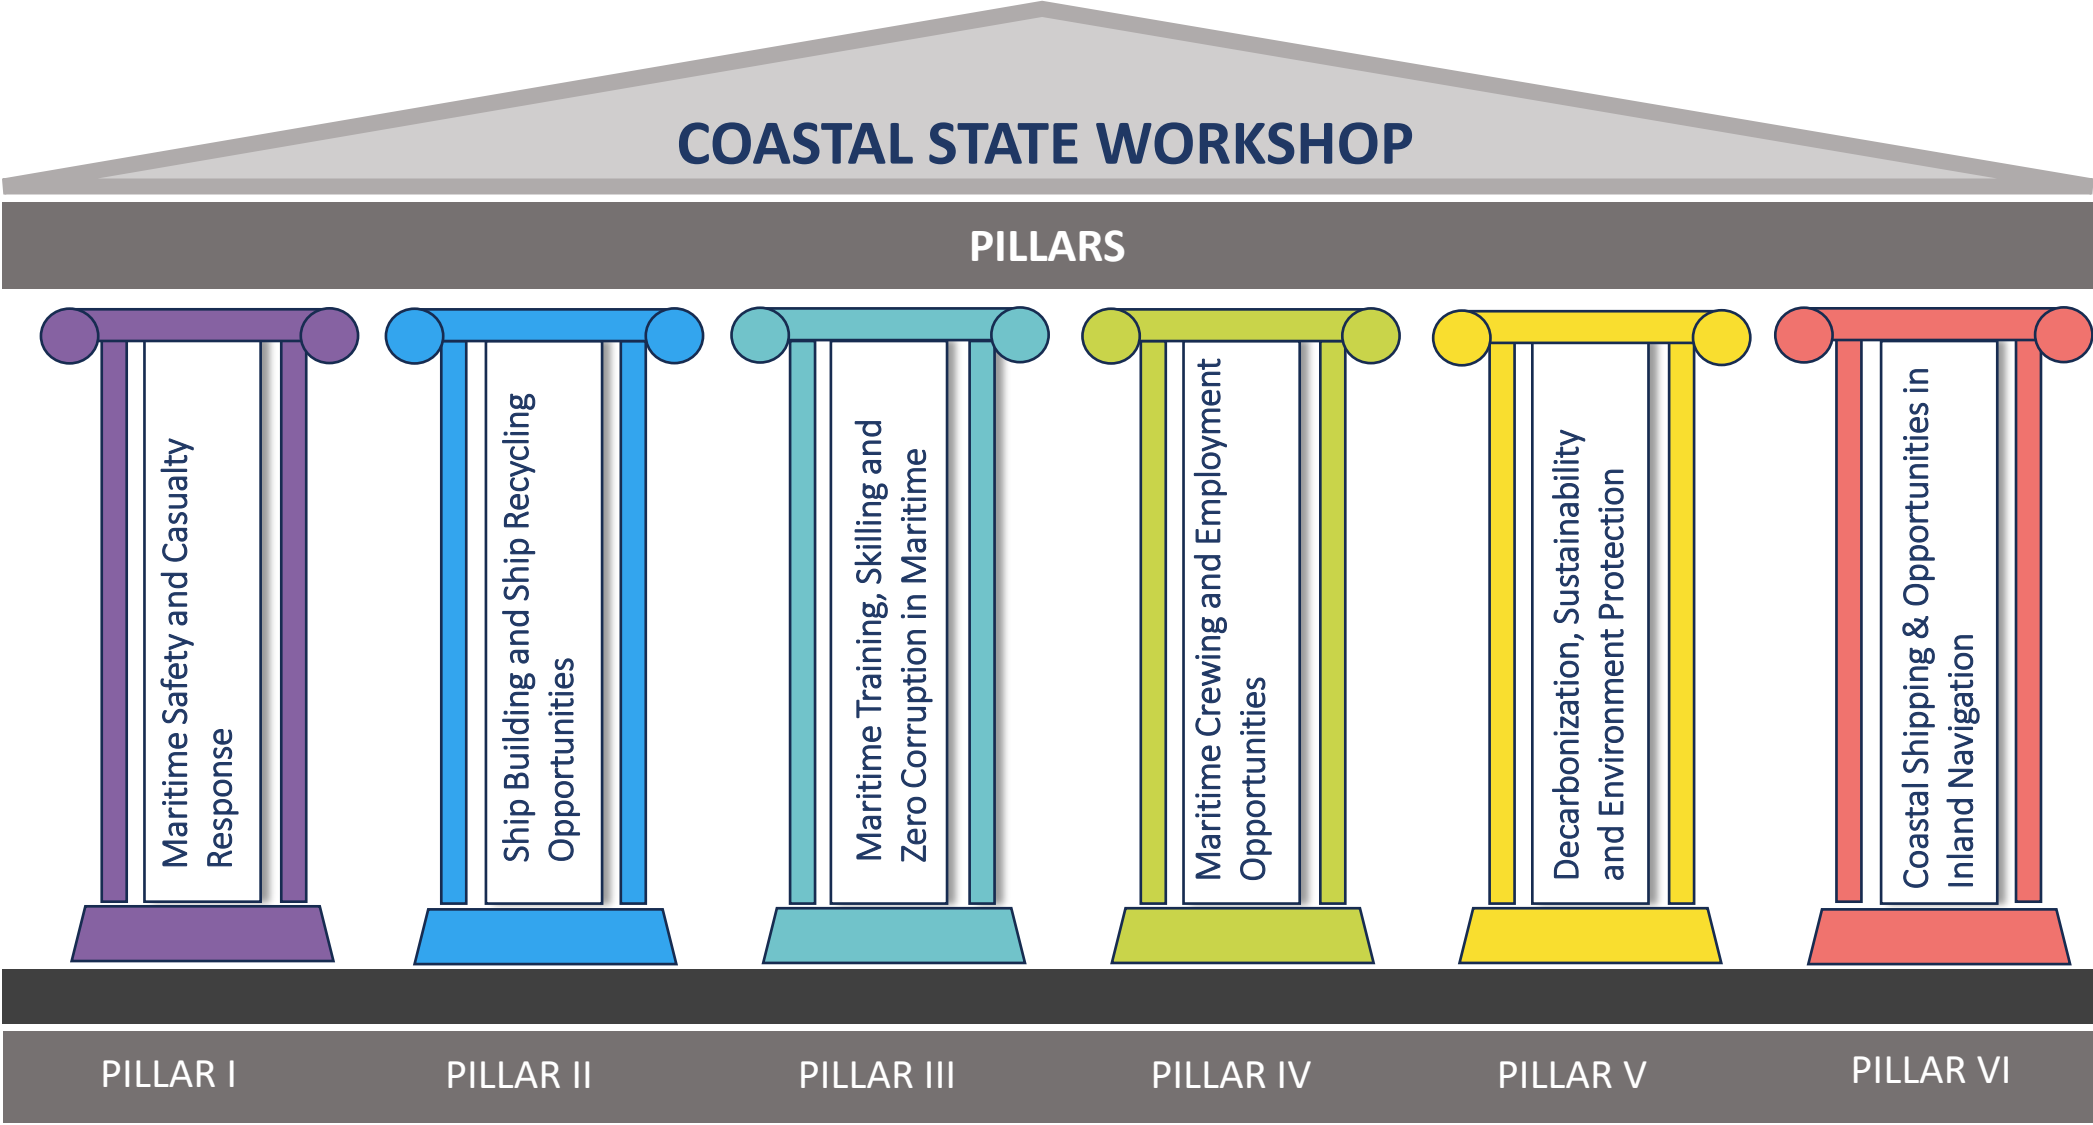 COASTAL STATE WORKSHOP
PILLARS
Maritime Safety and Casualty
Response
Ship Building and Ship Recycling
Opportunities
Maritime Training, Skilling and
Zero Corruption in Maritime
Maritime Crewing and Employment
Opportunities
Decarbonization, Sustainability
and Environment Protection
Coastal Shipping & Opportunities in
Inland Navigation
PILLAR I
PILLAR II
PILLAR III
PILLAR IV
PILLAR V
PILLAR VI